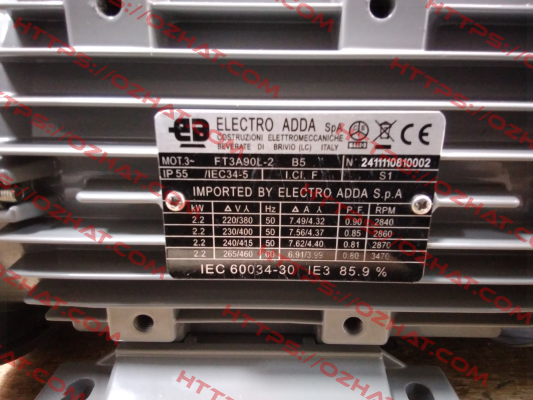 ea ELECTRO ADDA SpA
COSTRUZIONI ELETTROMECCANICHE
BEVERATE DI BRIVIO (LC) ITALY
CE
MOT.3~ FT3A90L-2 B5 N° 2411110610002
IP 55 /IEC34-5 I.CI. F S1
IMPORTED BY ELECTRO ADDA S.p.A
kW Δ V Y Hz Δ A Y P.F. RPM
2.2 220/380 50 7.49/4.32 0.90 2840
2.2 230/400 50 7.56/4.37 0.85 2860
2.2 240/415 50 7.62/4.40 0.81 2870
2.2 265/460 60 6.91/3.99 0.80 3470
IEC 60034-30 IE3 85.9 %
HTTPS://OZHAT.COM